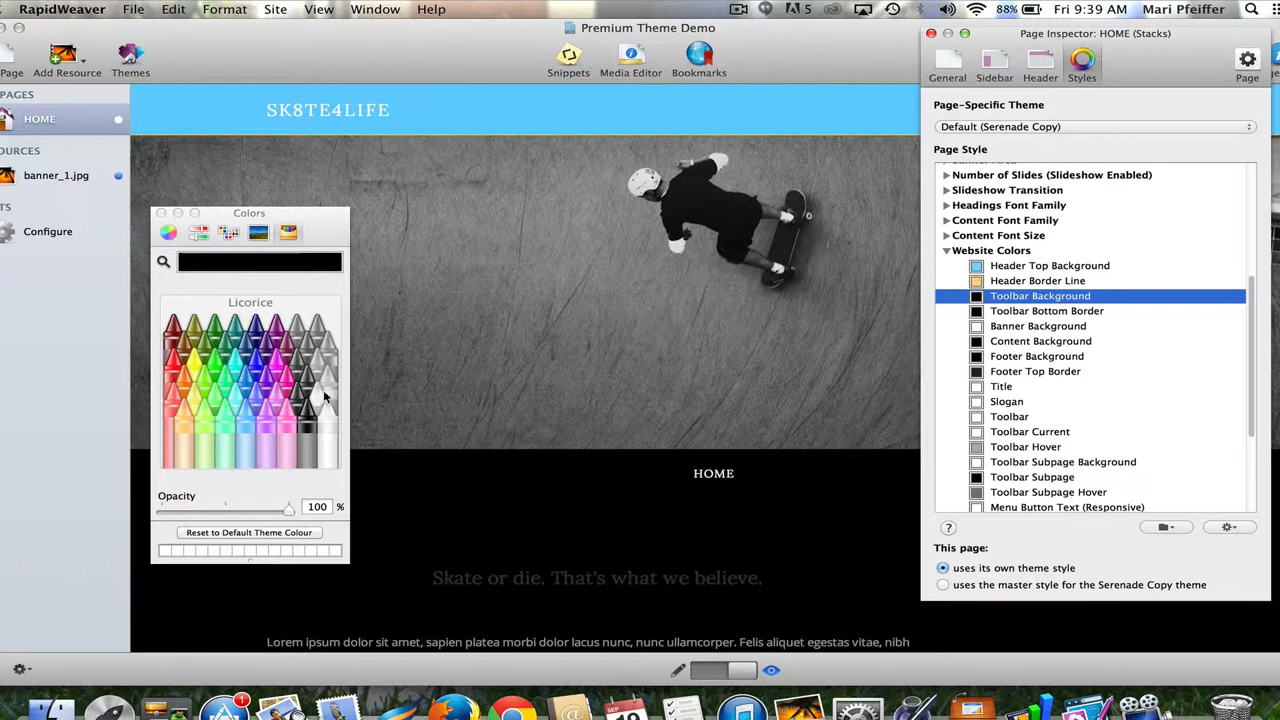 RapidWeaver File Edit Format Site View Window Help
5 88% Fri 9:39 AM Mari Pfeiffer
Premium Theme Demo
Page Add Resource Themes Snippets Media Editor Bookmarks
PAGES
HOME
banner_1.jpg
Configure
SK8TE4LIFE
HOME
Skate or die. That's what we believe.
Lorem ipsum dolor sit amet, sapien platea morbi dolor lacus nunc, nunc ullamcorper. Felis aliquet egestas vitae, nibh
Colors
Licorice
Opacity
100 %
Reset to Default Theme Colour
Page Inspector: HOME (Stacks)
General Sidebar Header Styles Page
Page-Specific Theme
Default (Serenade Copy)
Page Style
Number of Slides (Slideshow Enabled)
Slideshow Transition
Headings Font Family
Content Font Family
Content Font Size
Website Colors
Header Top Background
Header Border Line
Toolbar Background
Toolbar Bottom Border
Banner Background
Content Background
Footer Background
Footer Top Border
Title
Slogan
Toolbar
Toolbar Current
Toolbar Hover
Toolbar Subpage Background
Toolbar Subpage
Toolbar Subpage Hover
Menu Button Text (Responsive)
?
This page:
uses its own theme style
uses the master style for the Serenade Copy theme
1